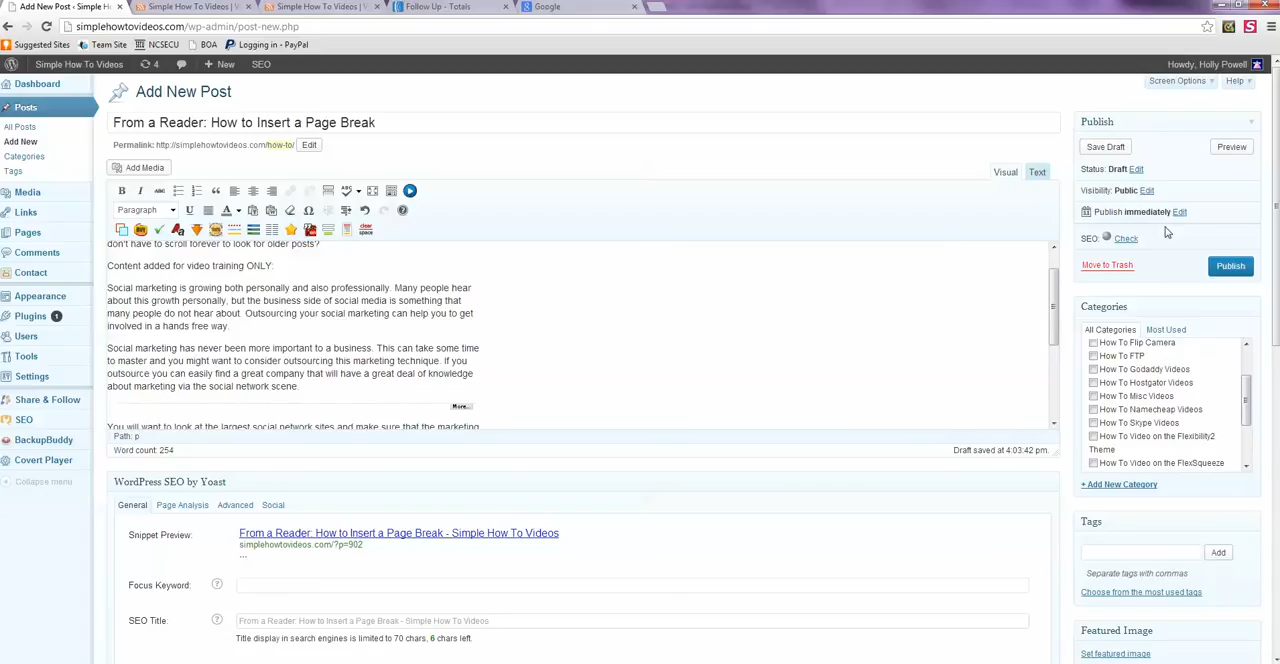 Add New Post ‹ Simple H
Simple How To Videos | V
Simple How To Videos | V
Follow Up - Totals
Google
simplehowtovideos.com/wp-admin/post-new.php
Suggested Sites
Team Site
NCSECU
BOA
Logging in - PayPal
Simple How To Videos
4
+ New
SEO
Howdy, Holly Powell
Dashboard
Posts
All Posts
Add New
Categories
Tags
Media
Links
Pages
Comments
Contact
Appearance
Plugins 1
Users
Tools
Settings
Share & Follow
SEO
BackupBuddy
Covert Player
Collapse menu
Screen Options
Help
Add New Post
From a Reader: How to Insert a Page Break
Permalink: http://simplehowtovideos.com/how-to/ Edit
Add Media
Visual
Text
B I ABC
Paragraph
U A
clear space
don't have to scroll forever to look for older posts?
Content added for video training ONLY:
Social marketing is growing both personally and also professionally. Many people hear
about this growth personally, but the business side of social media is something that
many people do not hear about. Outsourcing your social marketing can help you to get
involved in a hands free way.
Social marketing has never been more important to a business. This can take some time
to master and you might want to consider outsourcing this marketing technique. If you
outsource you can easily find a great company that will have a great deal of knowledge
about marketing via the social network scene.
More...
You will want to look at the largest social network sites and make sure that the marketing
Path: p
Word count: 254
Draft saved at 4:03:42 pm.
WordPress SEO by Yoast
General
Page Analysis
Advanced
Social
Snippet Preview:
From a Reader: How to Insert a Page Break - Simple How To Videos
simplehowtovideos.com/?p=902
...
Focus Keyword:
SEO Title:
From a Reader: How to Insert a Page Break - Simple How To Videos
Title display in search engines is limited to 70 chars, 6 chars left.
Publish
Save Draft
Preview
Status: Draft Edit
Visibility: Public Edit
Publish immediately Edit
SEO: Check
Move to Trash
Publish
Categories
All Categories
Most Used
How To Flip Camera
How To FTP
How To Godaddy Videos
How To Hostgator Videos
How To Misc Videos
How To Namecheap Videos
How To Skype Videos
How To Video on the Flexibility2
Theme
How To Video on the FlexSqueeze
+ Add New Category
Tags
Add
Separate tags with commas
Choose from the most used tags
Featured Image
Set featured image